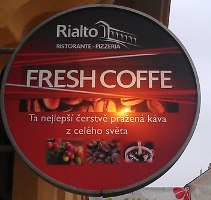 Rialto
RISTORANTE · PIZZERIA
FRESH COFFE
Ta nejlepší čerstvě pražená káva
z celého světa